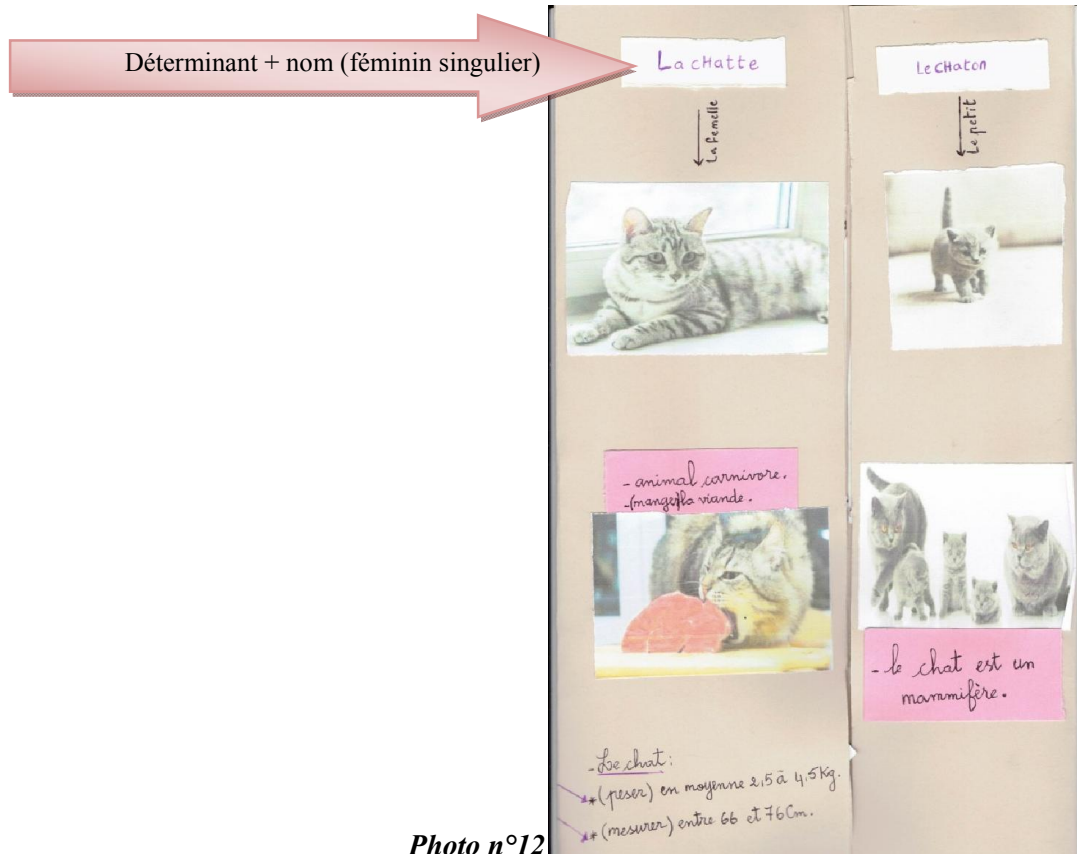 Déterminant + nom (féminin singulier)
La cHatte
Le cHaton
La femelle
Le petit
- animal carnivore.
- (manger) la viande.
- le chat est un
mammifère.
- Le chat :
* (peser) en moyenne 2,5 à 4,5 Kg.
* (mesurer) entre 66 et 76 Cm.
Photo n°12